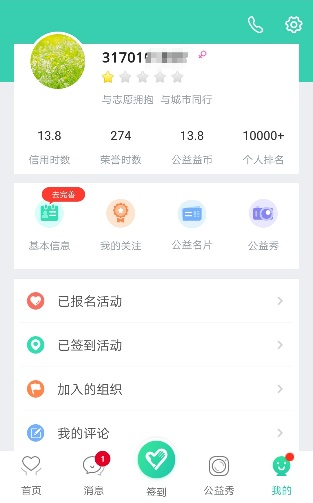 317019
与志愿拥抱 与城市同行
13.8 274 13.8 10000+
信用时数 荣誉时数 公益益币 个人排名
去完善
基本信息 我的关注 公益名片 公益秀
已报名活动
已签到活动
加入的组织
我的评论
1
首页 消息 签到 公益秀 我的